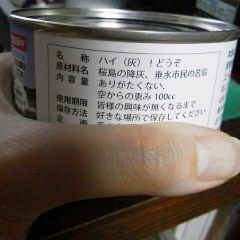 名　称　ハイ（灰）！どうぞ
原材料名　桜島の降灰、垂水市民の苦悩
内容量　ありがたくない、
空からの恵み 100cc
使用期限　皆様の興味が無くなるまで
保存方法　好きな場所で保存してください